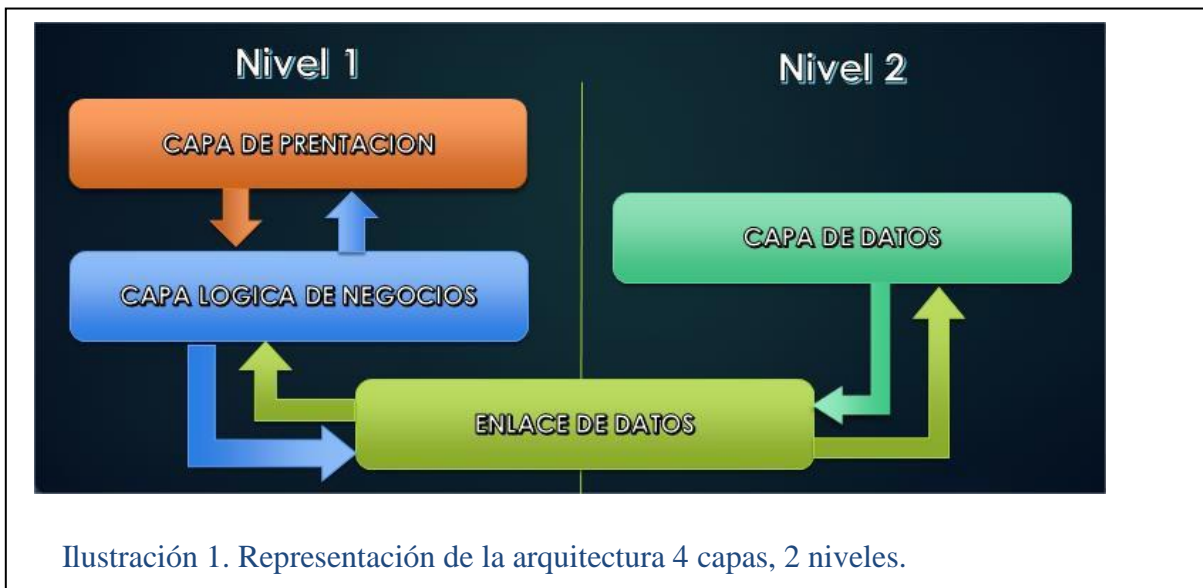 Nivel 1
Nivel 2
CAPA DE PRENTACION
CAPA DE DATOS
CAPA LOGICA DE NEGOCIOS
ENLACE DE DATOS
Ilustración 1. Representación de la arquitectura 4 capas, 2 niveles.